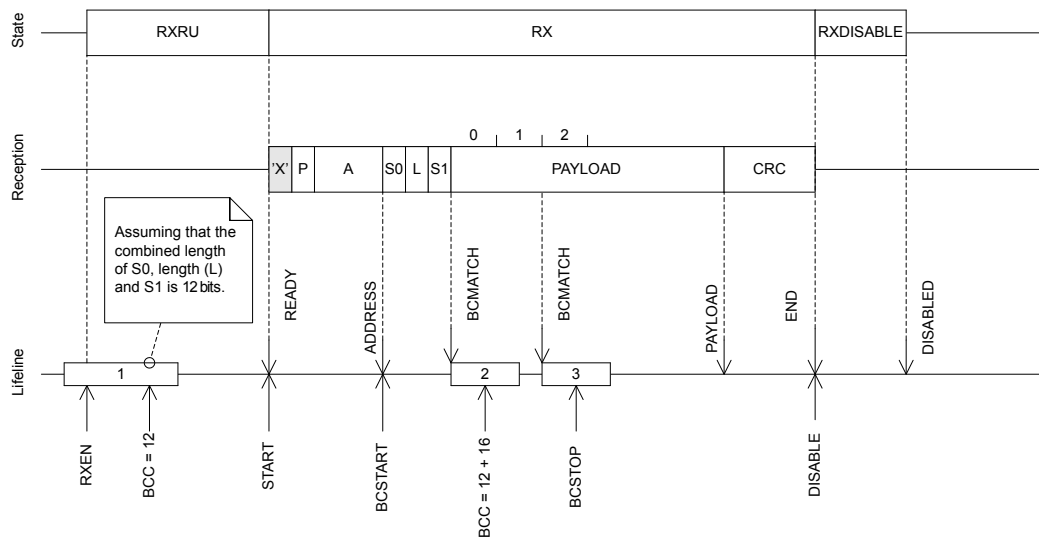 State
RXRU
RX
RXDISABLE
0
1
2
Reception
'X'
P
A
S0
L
S1
PAYLOAD
CRC
Assuming that the
combined length
of S0, length (L)
and S1 is 12 bits.
READY
ADDRESS
BCMATCH
BCMATCH
PAYLOAD
END
DISABLED
Lifeline
1
2
3
RXEN
BCC = 12
START
BCSTART
BCC = 12 + 16
BCSTOP
DISABLE